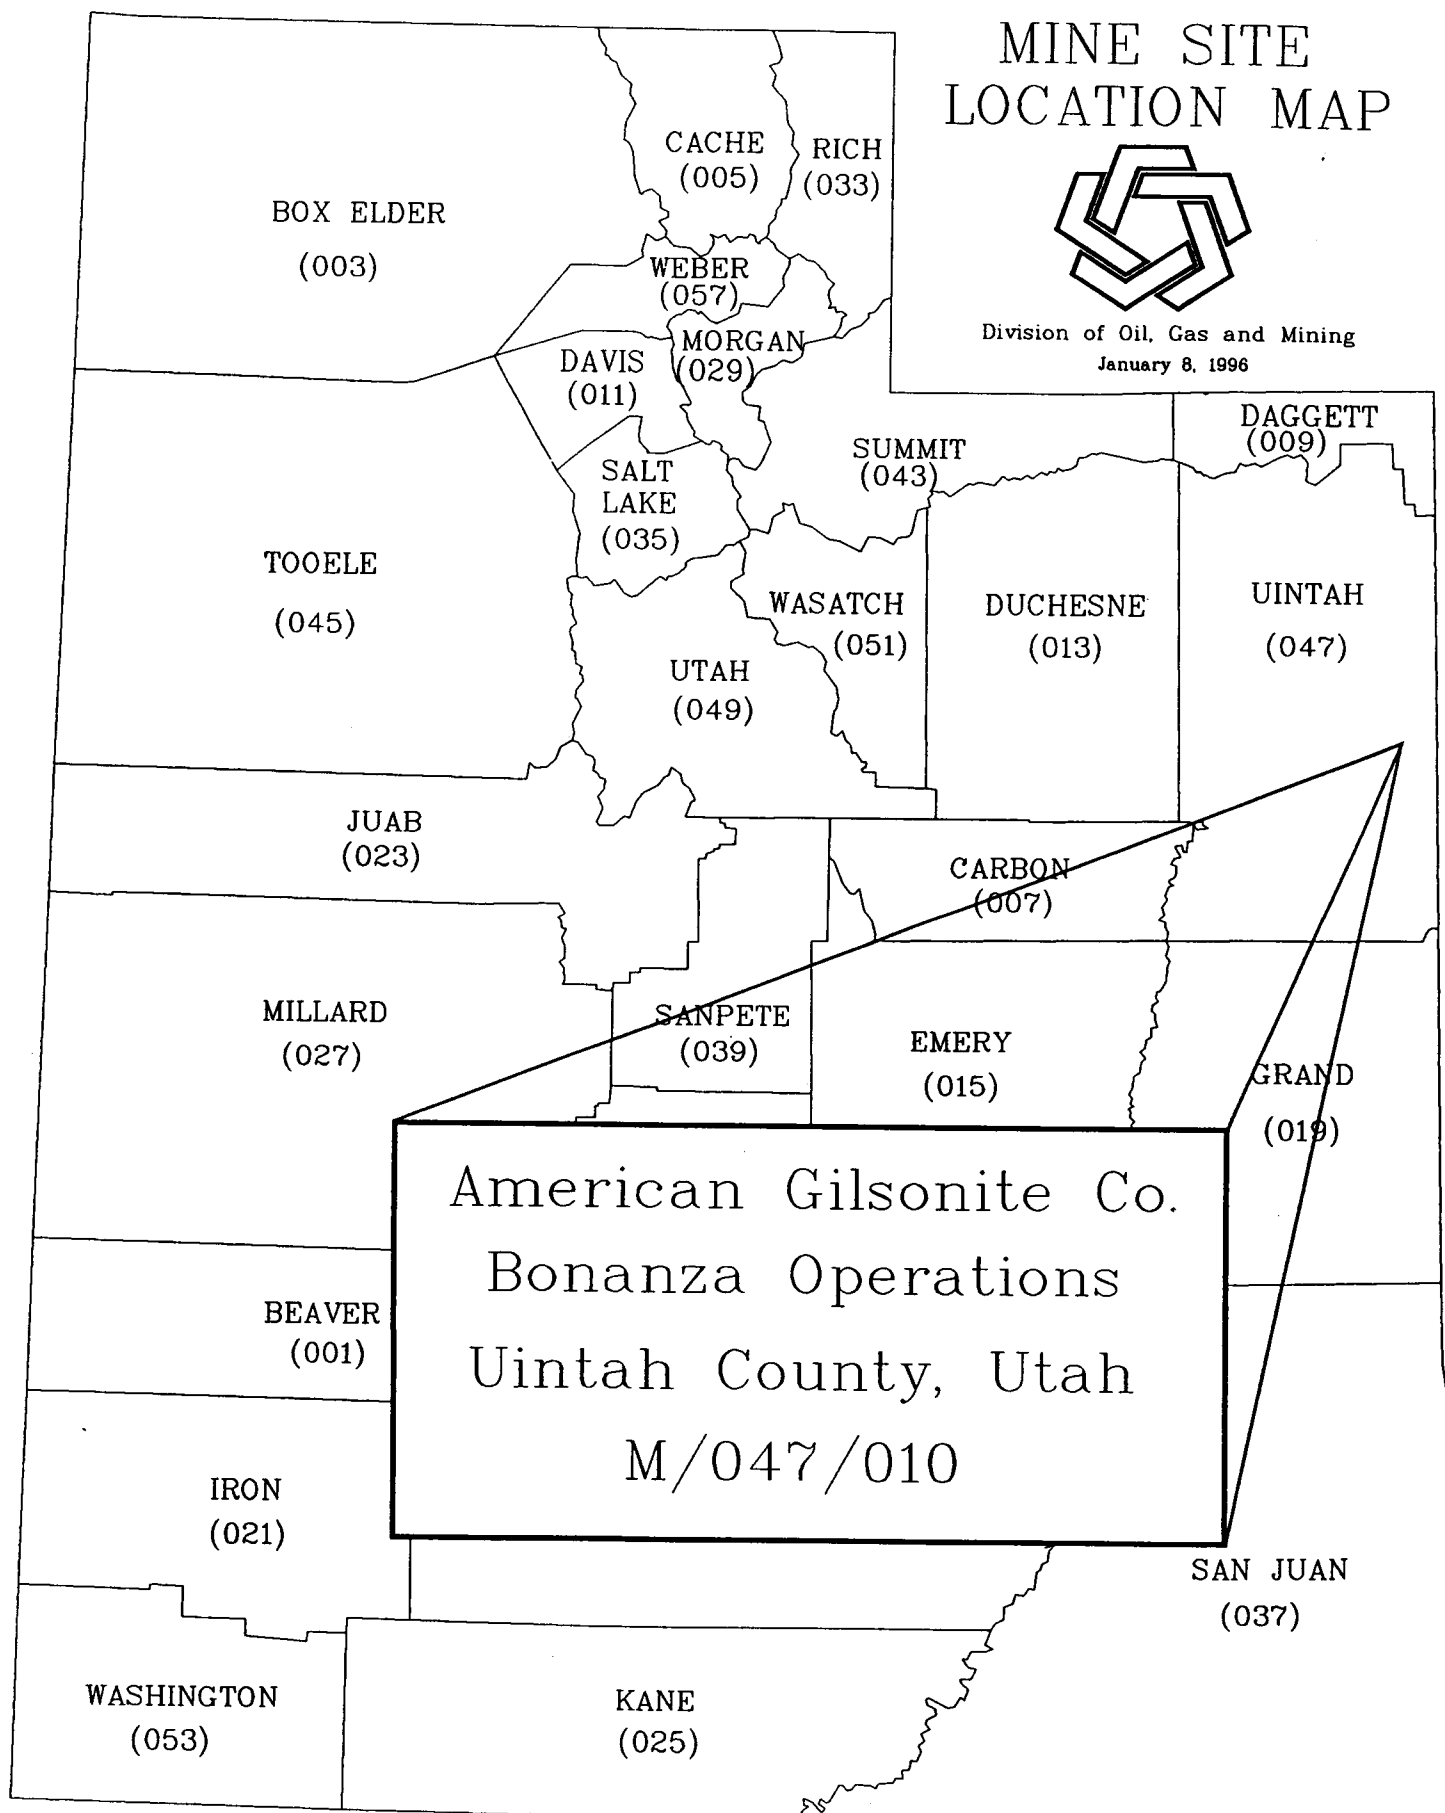 MINE SITE
LOCATION MAP
Division of Oil, Gas and Mining
January 8, 1996
CACHE
(005)
RICH
(033)
BOX ELDER
(003)
WEBER
(057)
MORGAN
(029)
DAVIS
(011)
DAGGETT
(009)
SUMMIT
(043)
SALT
LAKE
(035)
TOOELE
(045)
WASATCH
(051)
DUCHESNE
(013)
UINTAH
(047)
UTAH
(049)
JUAB
(023)
CARBON
(007)
MILLARD
(027)
SANPETE
(039)
EMERY
(015)
GRAND
(019)
American Gilsonite Co.
Bonanza Operations
Uintah County, Utah
M/047/010
BEAVER
(001)
IRON
(021)
SAN JUAN
(037)
WASHINGTON
(053)
KANE
(025)